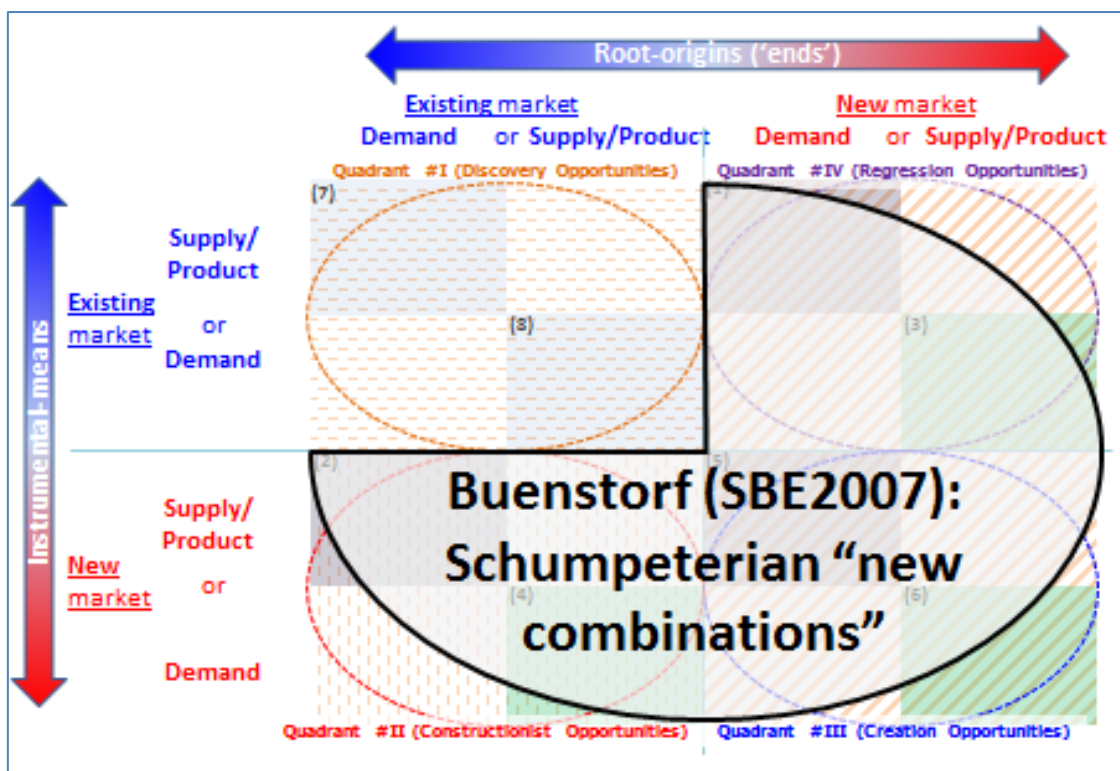 Root-origins ('ends')
Existing market
New market
Demand or Supply/Product
Demand or Supply/Product
Quadrant #I (Discovery Opportunities)
Quadrant #IV (Regression Opportunities)
Instrumental-means
(7)
Supply/
Product
Existing
market
or
Demand
(8)
(3)
(2)
(5)
Supply/
Product
New
market
or
Demand
Buenstorf (SBE2007):
Schumpeterian “new
combinations”
(4)
(6)
Quadrant #II (Constructionist Opportunities)
Quadrant #III (Creation Opportunities)